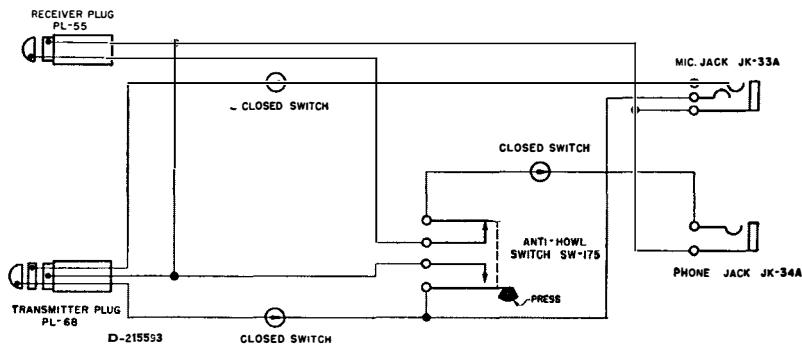 RECEIVER PLUG
PL-55
MIC. JACK JK-33A
CLOSED SWITCH
CLOSED SWITCH
ANTI-HOWL
SWITCH SW-175
PHONE JACK JK-34A
PRESS
TRANSMITTER PLUG
PL-68
D-215593
CLOSED SWITCH